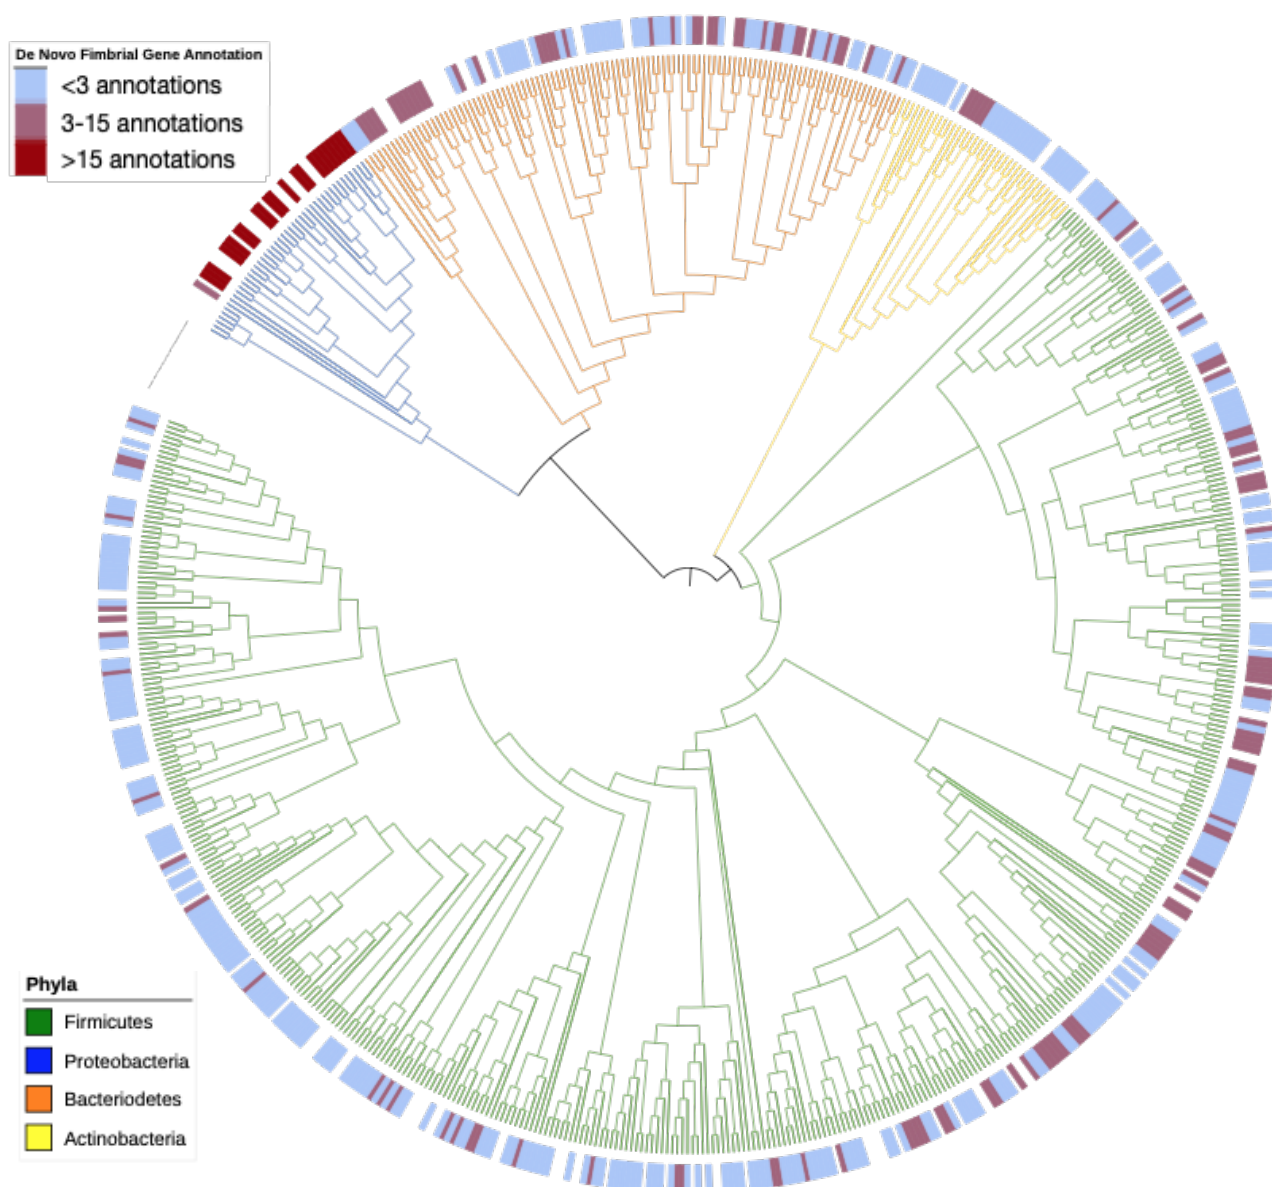 De Novo Fimbrial Gene Annotation
<3 annotations
3-15 annotations
>15 annotations
Phyla
Firmicutes
Proteobacteria
Bacteriodetes
Actinobacteria